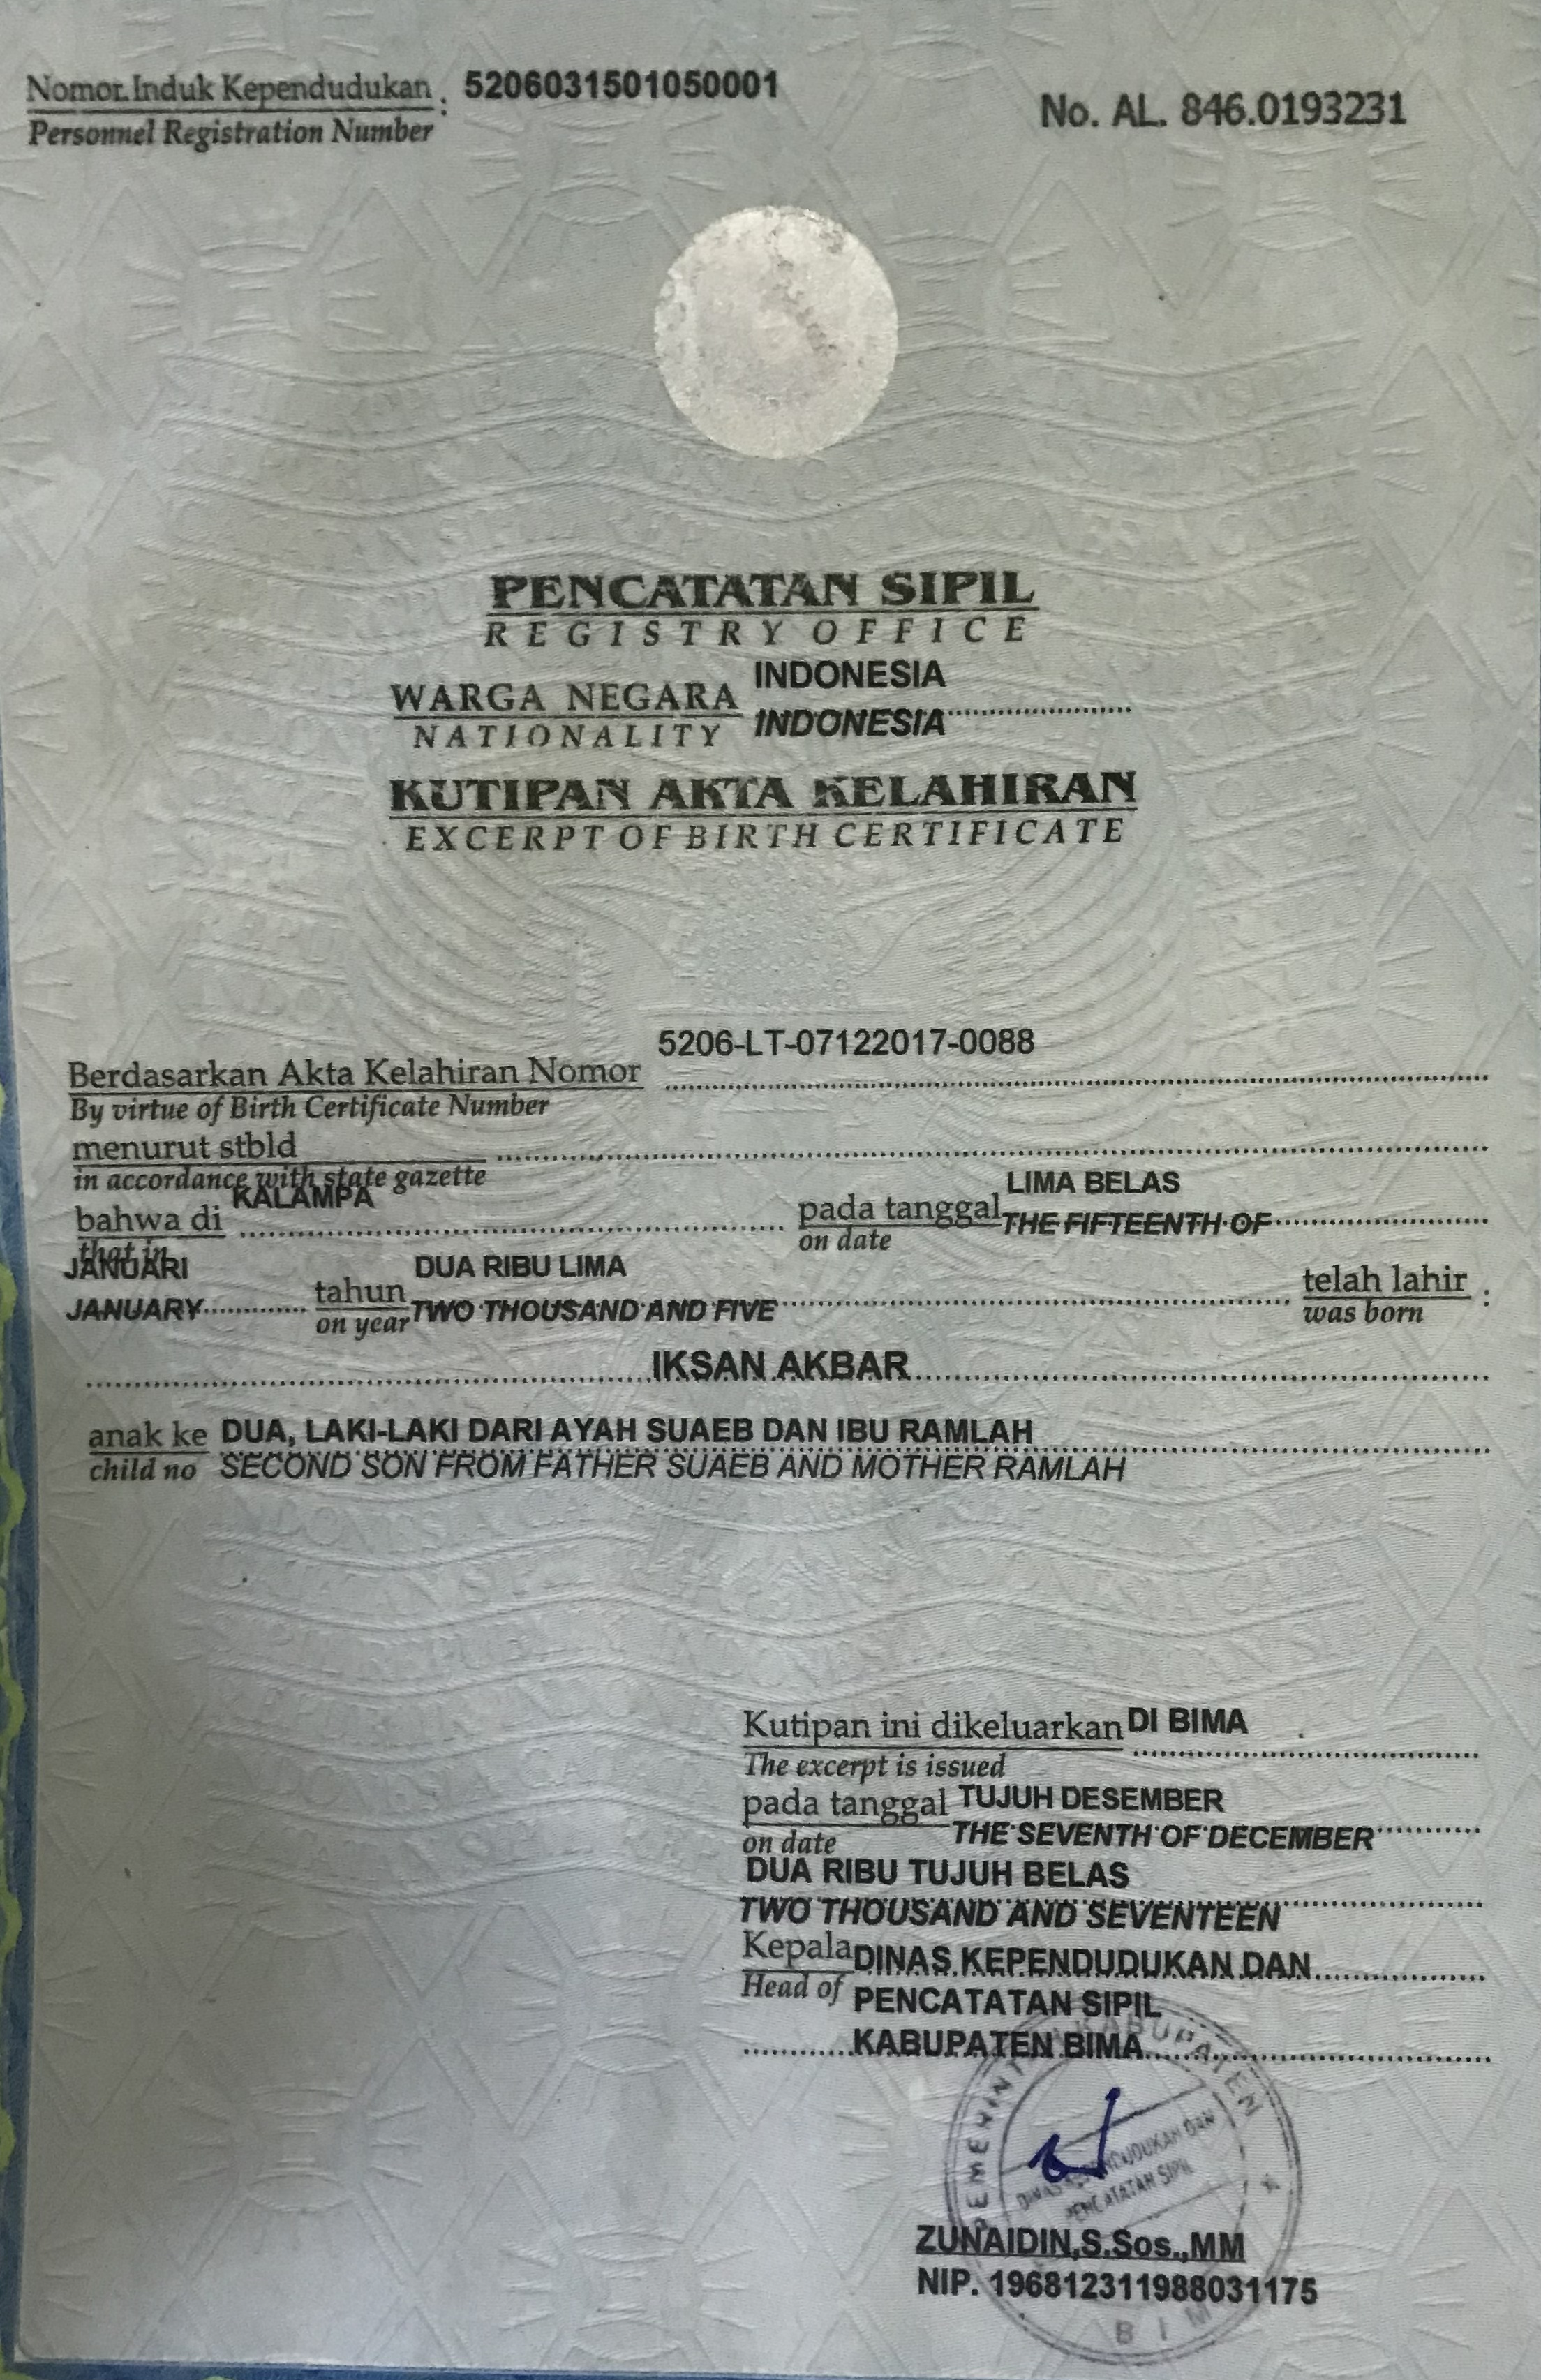 Nomor Induk Kependudukan : 5206031501050001
Personnel Registration Number
No. AL. 846.0193231
PENCATATAN SIPIL
REGISTRY OFFICE
WARGA NEGARA INDONESIA
NATIONALITY INDONESIA
KUTIPAN AKTA KELAHIRAN
EXCERPT OF BIRTH CERTIFICATE
Berdasarkan Akta Kelahiran Nomor 5206-LT-07122017-0088
By virtue of Birth Certificate Number
menurut stbld
in accordance with state gazette
bahwa di KALAMPA pada tanggal LIMA BELAS
that in on date THE FIFTEENTH OF
JANUARI tahun DUA RIBU LIMA telah lahir :
JANUARY on year TWO THOUSAND AND FIVE was born
IKSAN AKBAR
anak ke DUA, LAKI-LAKI DARI AYAH SUAEB DAN IBU RAMLAH
child no SECOND SON FROM FATHER SUAEB AND MOTHER RAMLAH
Kutipan ini dikeluarkan DI BIMA
The excerpt is issued
pada tanggal TUJUH DESEMBER
on date THE SEVENTH OF DECEMBER
DUA RIBU TUJUH BELAS
TWO THOUSAND AND SEVENTEEN
Kepala DINAS KEPENDUDUKAN DAN
Head of PENCATATAN SIPIL
KABUPATEN BIMA
KABUPATEN
DINAS KEPENDUDUKAN DAN
PENCATATAN SIPIL
ZUNAIDIN,S.Sos.,MM
NIP. 196812311988031175